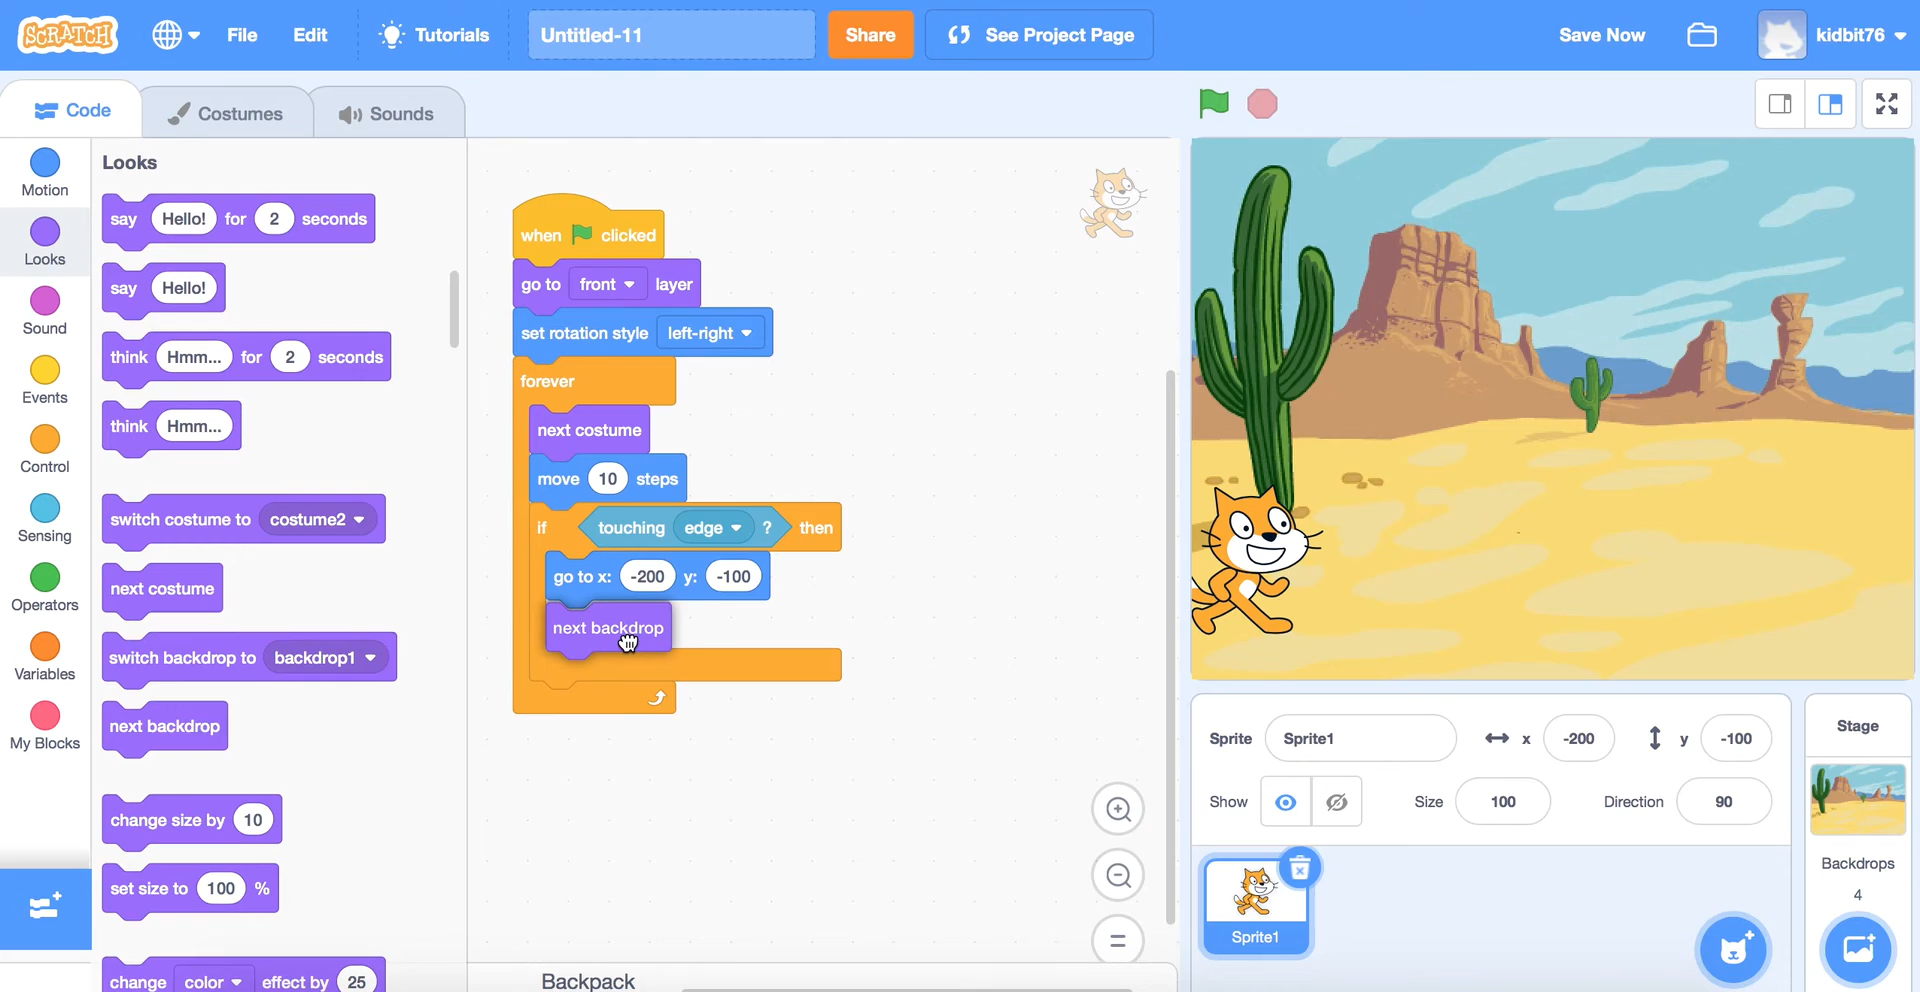 SCRATCH File Edit Tutorials Untitled-11 Share See Project Page Save Now kidbit76
Code Costumes Sounds
Motion
Looks
Sound
Events
Control
Sensing
Operators
Variables
My Blocks
Looks
say Hello! for 2 seconds
say Hello!
think Hmm... for 2 seconds
think Hmm...
switch costume to costume2
next costume
switch backdrop to backdrop1
next backdrop
change size by 10
set size to 100 %
change color effect by 25
when clicked
go to front layer
set rotation style left-right
forever
next costume
move 10 steps
if touching edge ? then
go to x: -200 y: -100
next backdrop
Backpack
Sprite Sprite1 x -200 y -100
Show Size 100 Direction 90
Sprite1
Stage
Backdrops
4